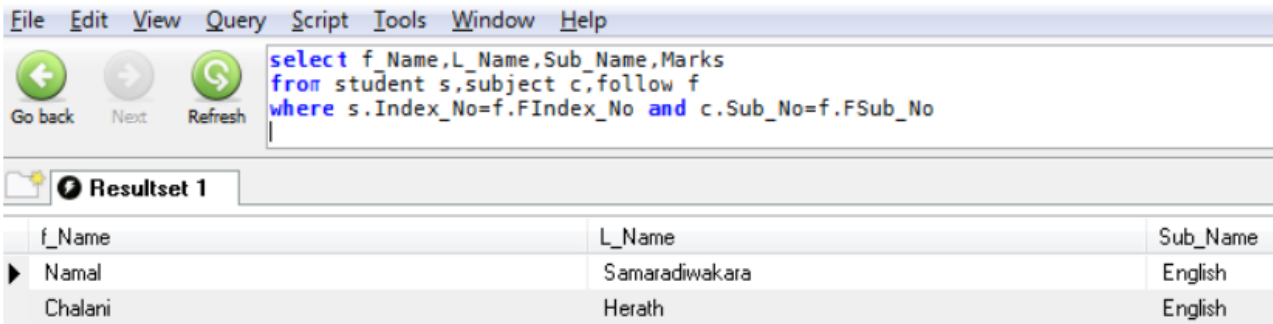 File Edit View Query Script Tools Window Help
select f_Name,L_Name,Sub_Name,Marks
from student s,subject c,follow f
where s.Index_No=f.FIndex_No and c.Sub_No=f.FSub_No
Go back Next Refresh
Resultset 1
f_Name L_Name Sub_Name
Namal Samaradiwakara English
Chalani Herath English